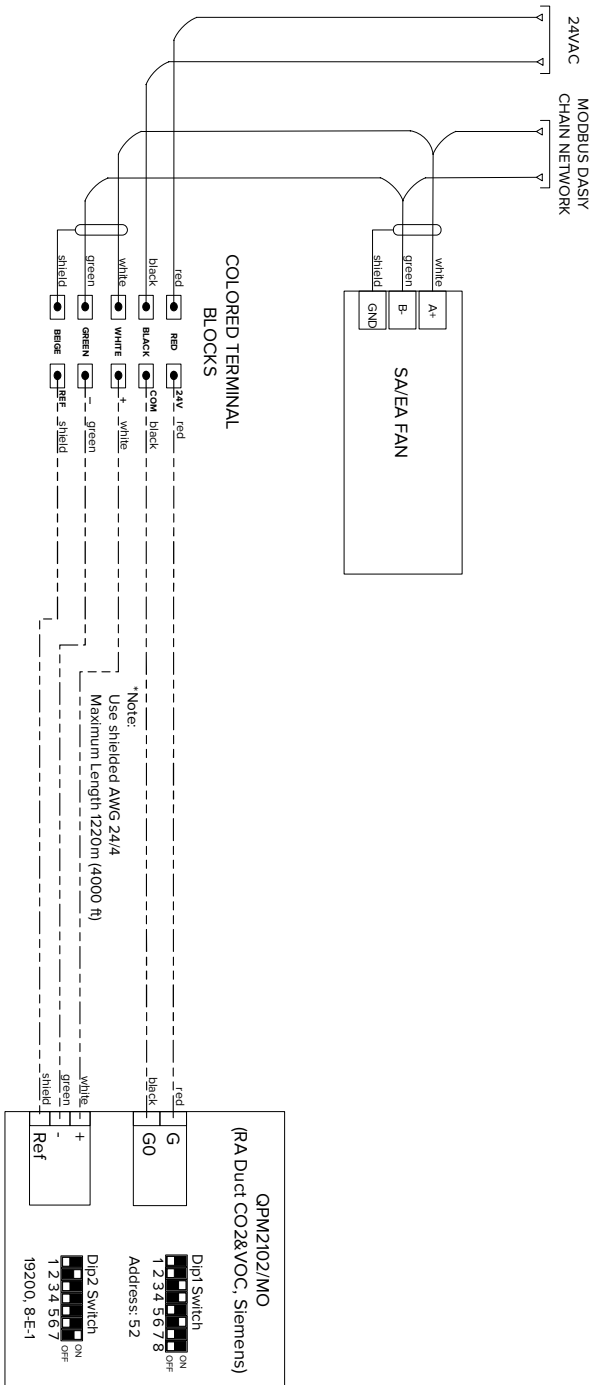 24VAC
MODBUS DASIY
CHAIN NETWORK
white
green
shield
A+
B-
GND
SA/EA FAN
COLORED TERMINAL
BLOCKS
red
black
white
green
shield
RED
BLACK
WHITE
GREEN
BEIGE
24V
COM
+
-
REF
red
black
white
green
shield
*Note:
Use shielded AWG 24/4
Maximum Length 1220m (4000 ft)
red
black
white
green
shield
G
G0
+
-
Ref
QPM2102/MO
(RA Duct CO2&VOC, Siemens)
Dip1 Switch
ON
OFF
1 2 3 4 5 6 7 8
Address: 52
Dip2 Switch
ON
OFF
1 2 3 4 5 6 7
19200, 8-E-1